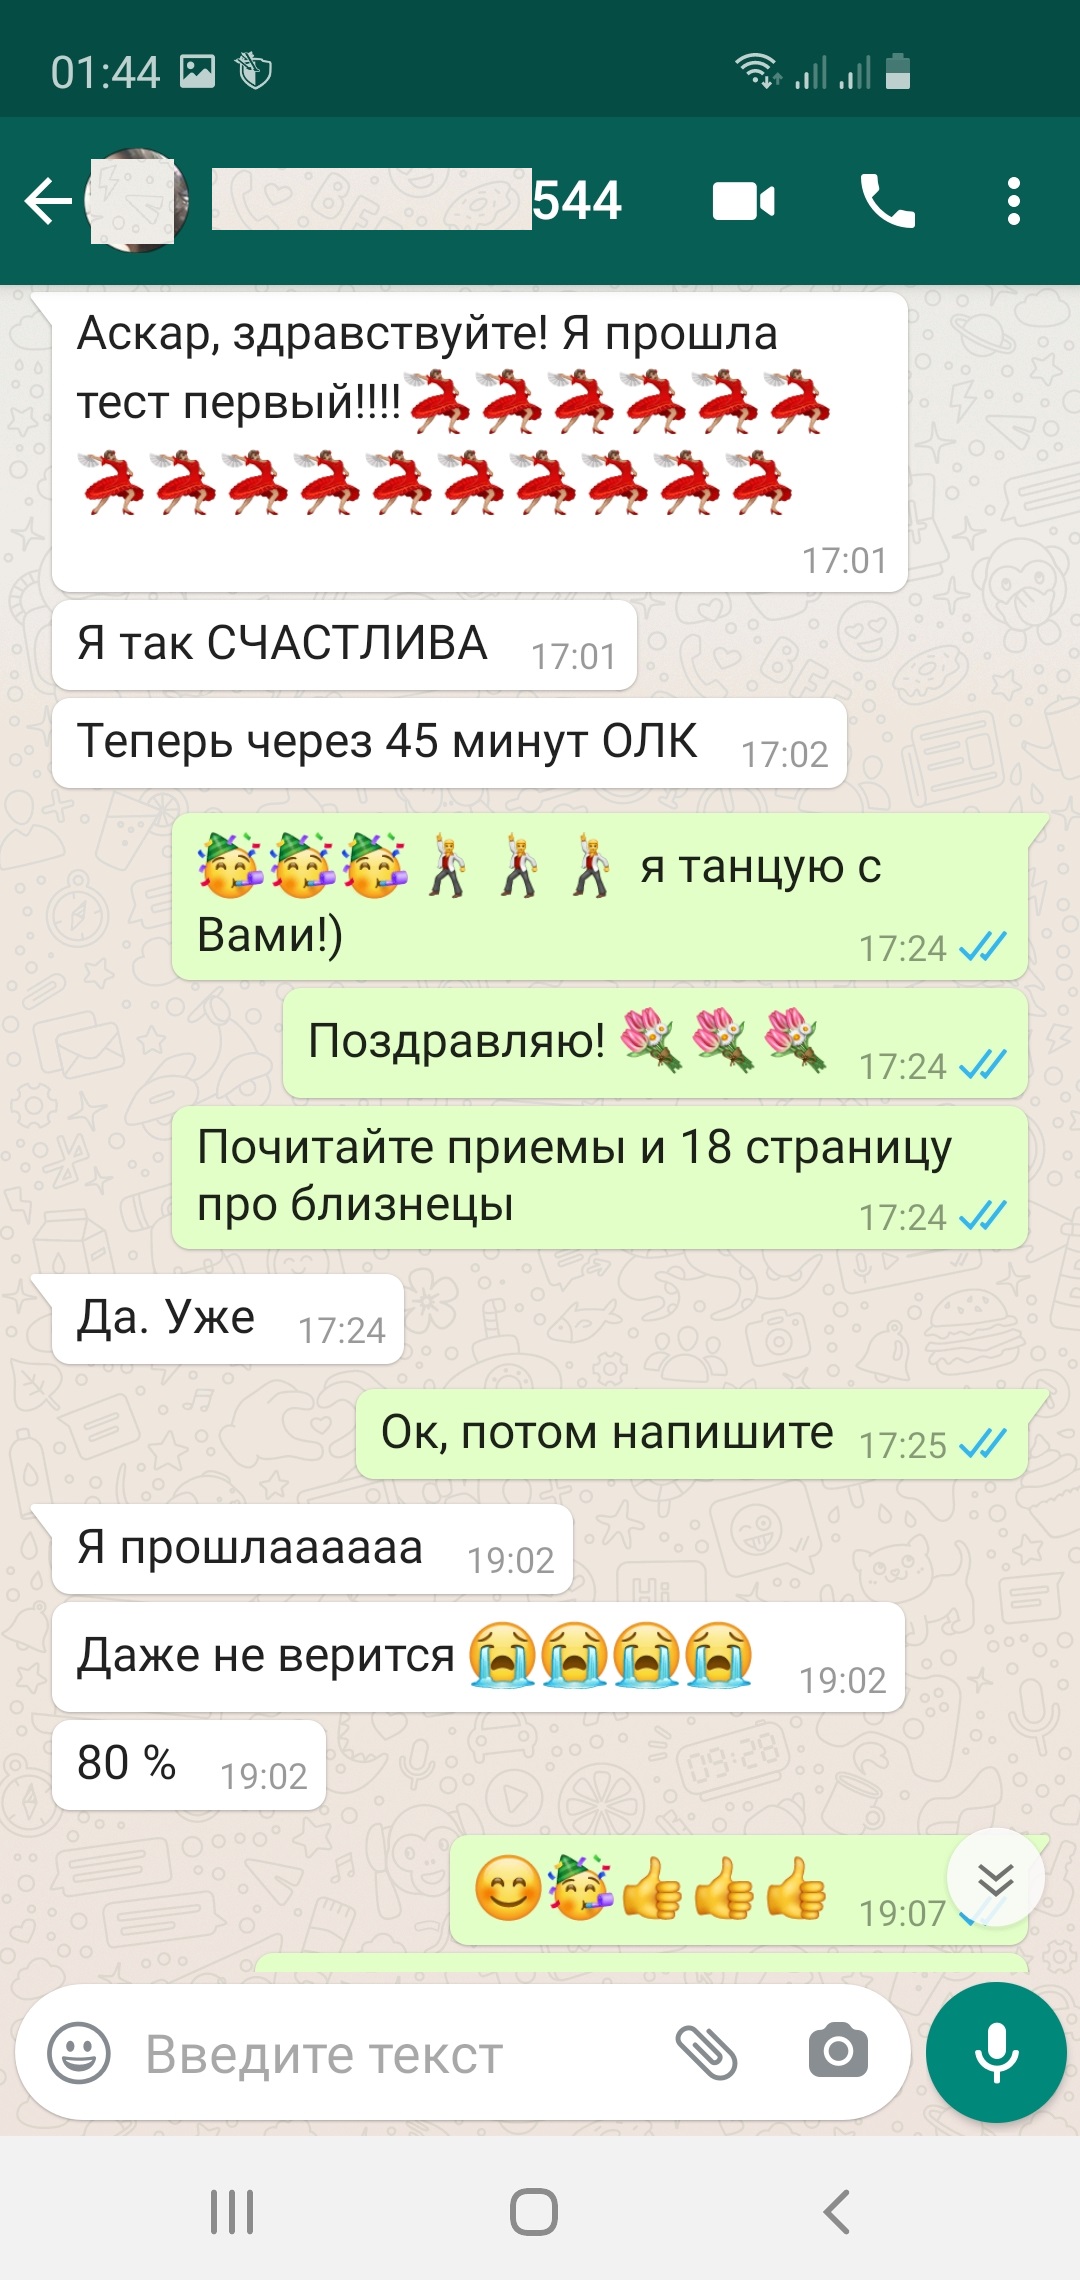 01:44
544
Аскар, здравствуйте! Я прошла
тест первый!!!!💃💃💃💃💃💃
💃💃💃💃💃💃💃💃💃💃
17:01
Я так СЧАСТЛИВА 17:01
Теперь через 45 минут ОЛК 17:02
🥳🥳🥳🕺🕺🕺 я танцую с
Вами!) 17:24
Поздравляю! 💐💐💐 17:24
Почитайте приемы и 18 страницу
про близнецы 17:24
Да. Уже 17:24
Ок, потом напишите 17:25
Я прошлаааааа 19:02
Даже не верится 😭😭😭😭 19:02
80 % 19:02
😊🥳👍👍👍 19:07
Введите текст